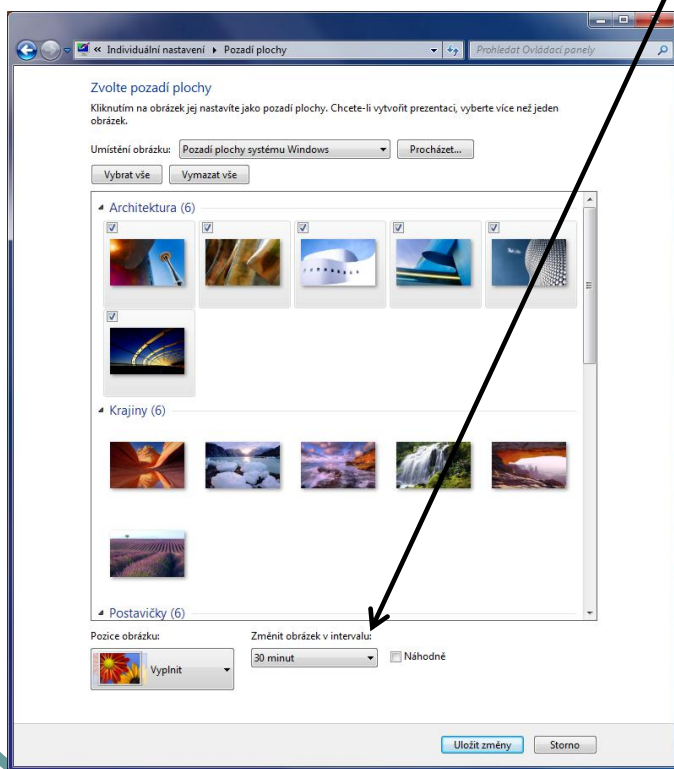 « Individuální nastavení ▸ Pozadí plochy
Prohledat Ovládací panely
Zvolte pozadí plochy
Kliknutím na obrázek jej nastavíte jako pozadí plochy. Chcete-li vytvořit prezentaci, vyberte více než jeden
obrázek.
Umístění obrázku: Pozadí plochy systému Windows Procházet...
Vybrat vše Vymazat vše
Architektura (6)
Krajiny (6)
Postavičky (6)
Pozice obrázku: Změnit obrázek v intervalu:
Vyplnit 30 minut Náhodně
Uložit změny Storno